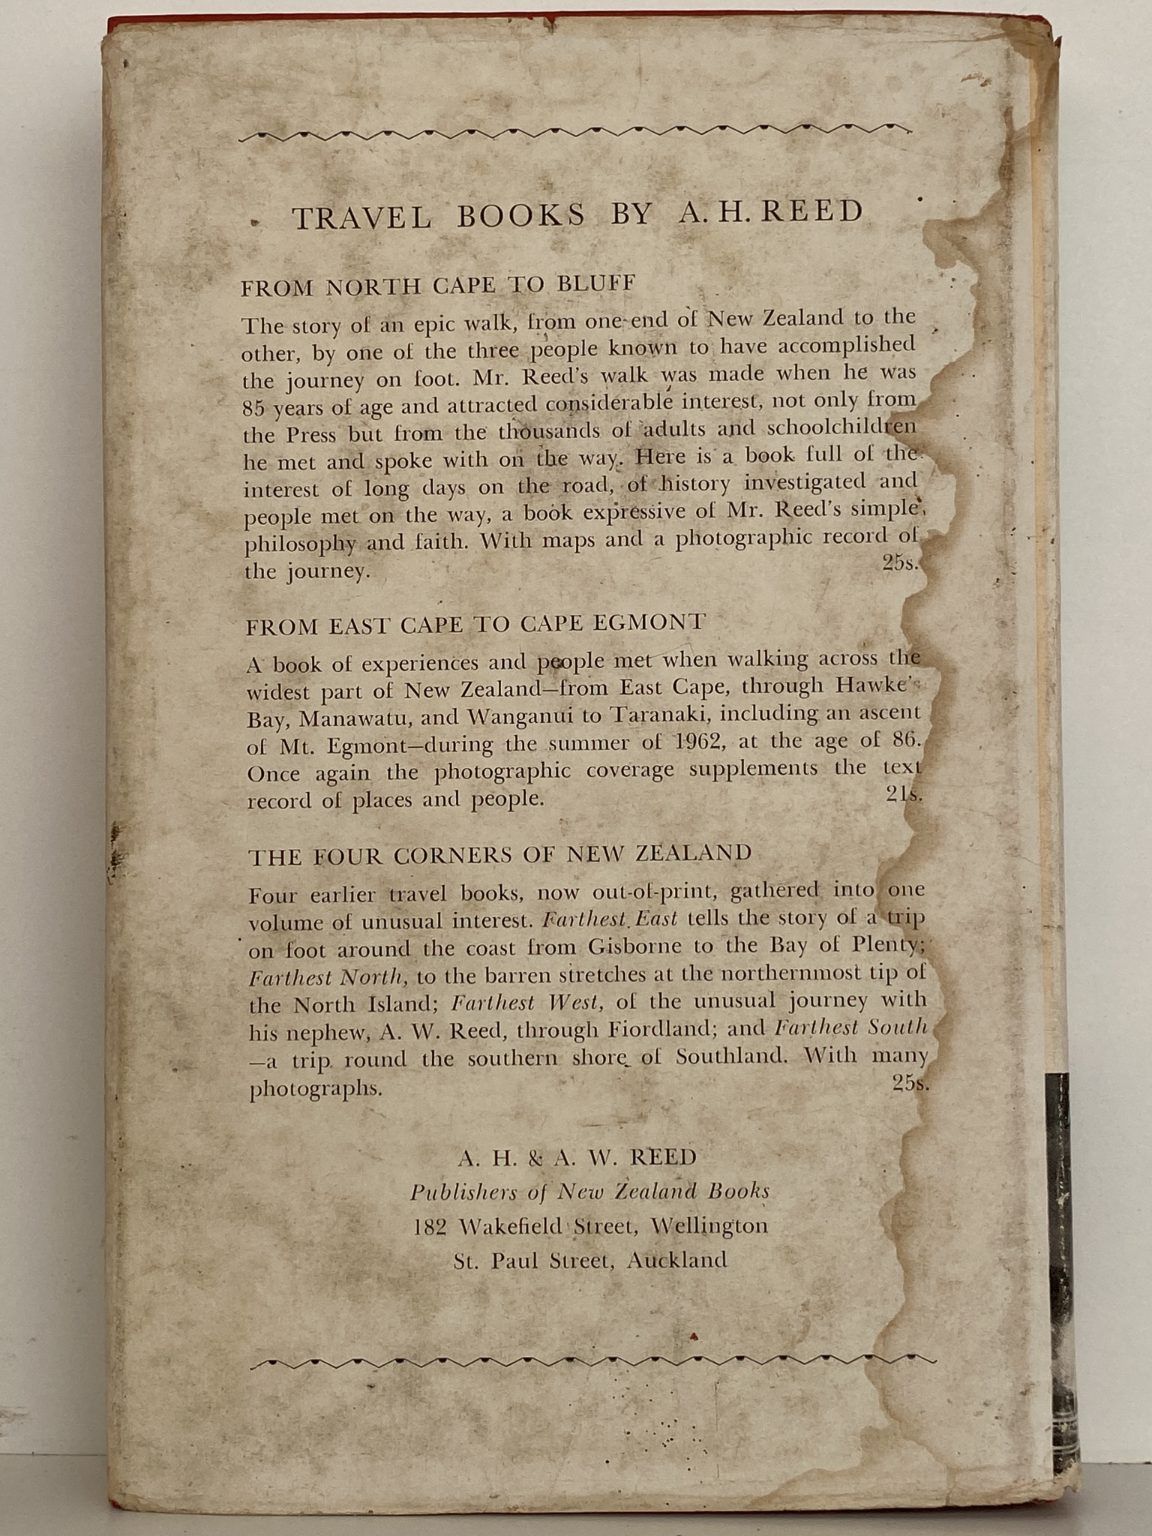 TRAVEL BOOKS BY A. H. REED
FROM NORTH CAPE TO BLUFF
The story of an epic walk, from one end of New Zealand to the
other, by one of the three people known to have accomplished
the journey on foot. Mr. Reed's walk was made when he was
85 years of age and attracted considerable interest, not only from
the Press but from the thousands of adults and schoolchildren
he met and spoke with on the way. Here is a book full of the
interest of long days on the road, of history investigated and
people met on the way, a book expressive of Mr. Reed's simple
philosophy and faith. With maps and a photographic record of
the journey. 25s.
FROM EAST CAPE TO CAPE EGMONT
A book of experiences and people met when walking across the
widest part of New Zealand—from East Cape, through Hawke's
Bay, Manawatu, and Wanganui to Taranaki, including an ascent
of Mt. Egmont—during the summer of 1962, at the age of 86.
Once again the photographic coverage supplements the text
record of places and people. 21s.
THE FOUR CORNERS OF NEW ZEALAND
Four earlier travel books, now out-of-print, gathered into one
volume of unusual interest. Farthest East tells the story of a trip
on foot around the coast from Gisborne to the Bay of Plenty;
Farthest North, to the barren stretches at the northernmost tip of
the North Island; Farthest West, of the unusual journey with
his nephew, A. W. Reed, through Fiordland; and Farthest South
—a trip round the southern shore of Southland. With many
photographs. 25s.
A. H. & A. W. REED
Publishers of New Zealand Books
182 Wakefield Street, Wellington
St. Paul Street, Auckland